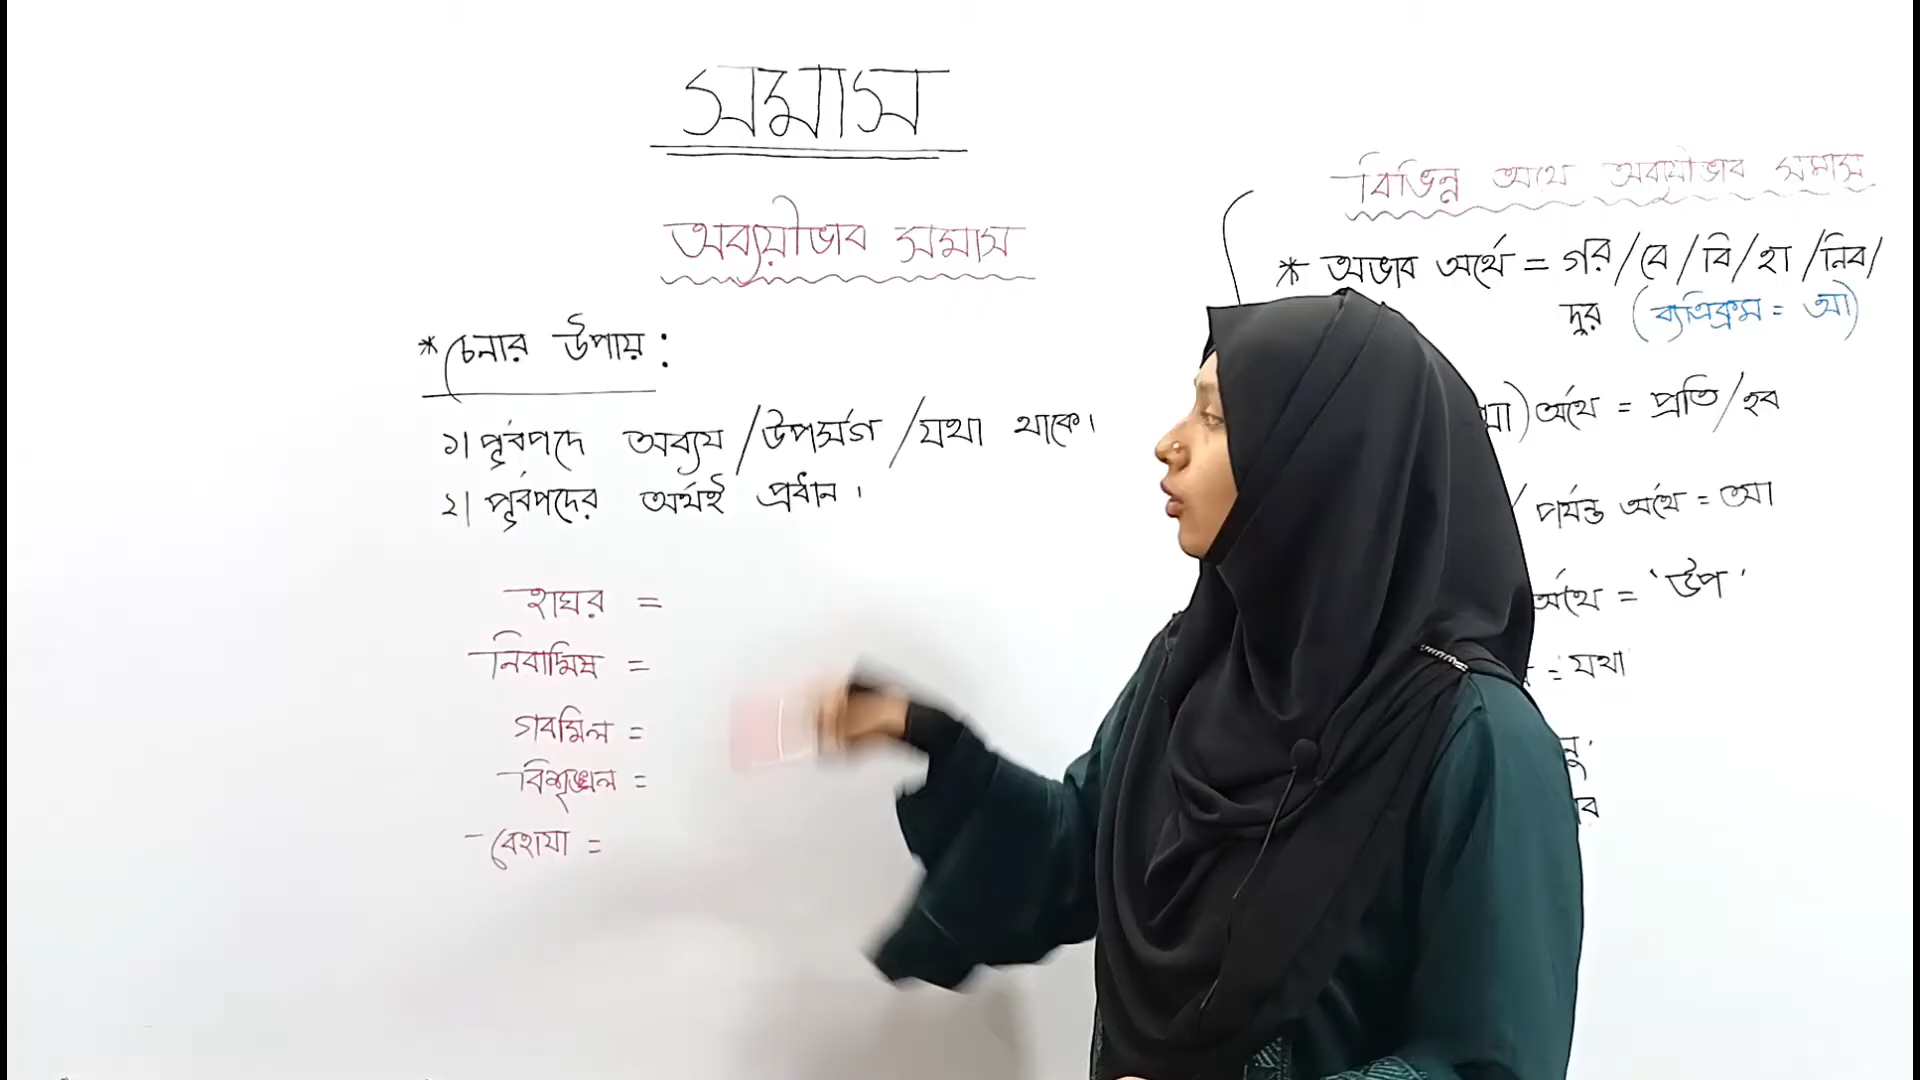 সমাস
অব্যয়ীভাব সমাস
*চেনার উপায়:
১। পূর্বপদে অব্যয়/উপসর্গ/যথা থাকে।
২। পূর্বপদের অর্থই প্রধান।
হাঘর =
নিরামিষ =
গরমিল =
বিশৃঙ্খল =
বেহায়া =
বিভিন্ন অর্থে অব্যয়ীভাব সমাস
* অভাব অর্থে = গর/বে/বি/হা/নির/
দুর (ব্যতিক্রম = আ)
অর্থে = প্রতি/হর
/ পর্যন্ত অর্থে = আ
অর্থে = 'উপ'
= যথা